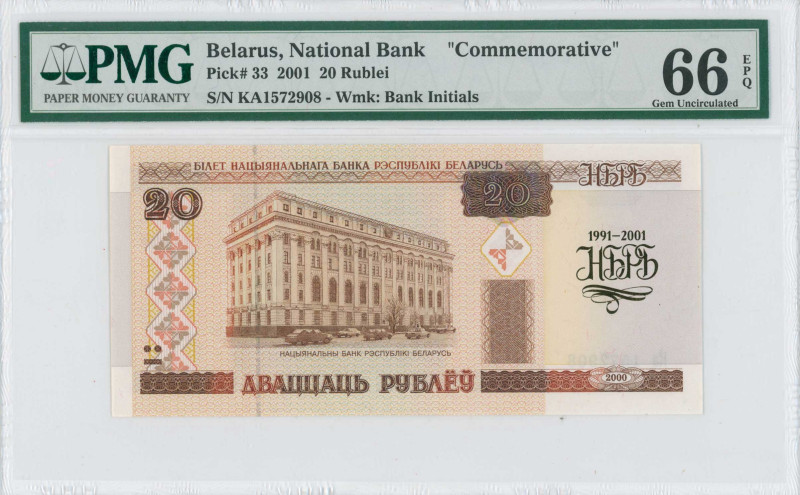 PMG
PAPER MONEY GUARANTY
Belarus, National Bank "Commemorative"
Pick# 33 2001 20 Rublei
S/N KA1572908 - Wmk: Bank Initials
66
EPQ
Gem Uncirculated
БІЛЕТ НАЦЫЯНАЛЬНАГА БАНКА РЭСПУБЛІКІ БЕЛАРУСЬ
НБРБ
20
20
1991–2001
НБРБ
НАЦЫЯНАЛЬНЫ БАНК РЭСПУБЛІКІ БЕЛАРУСЬ
ДВАЦЦАЦЬ РУБЛЁЎ
2000